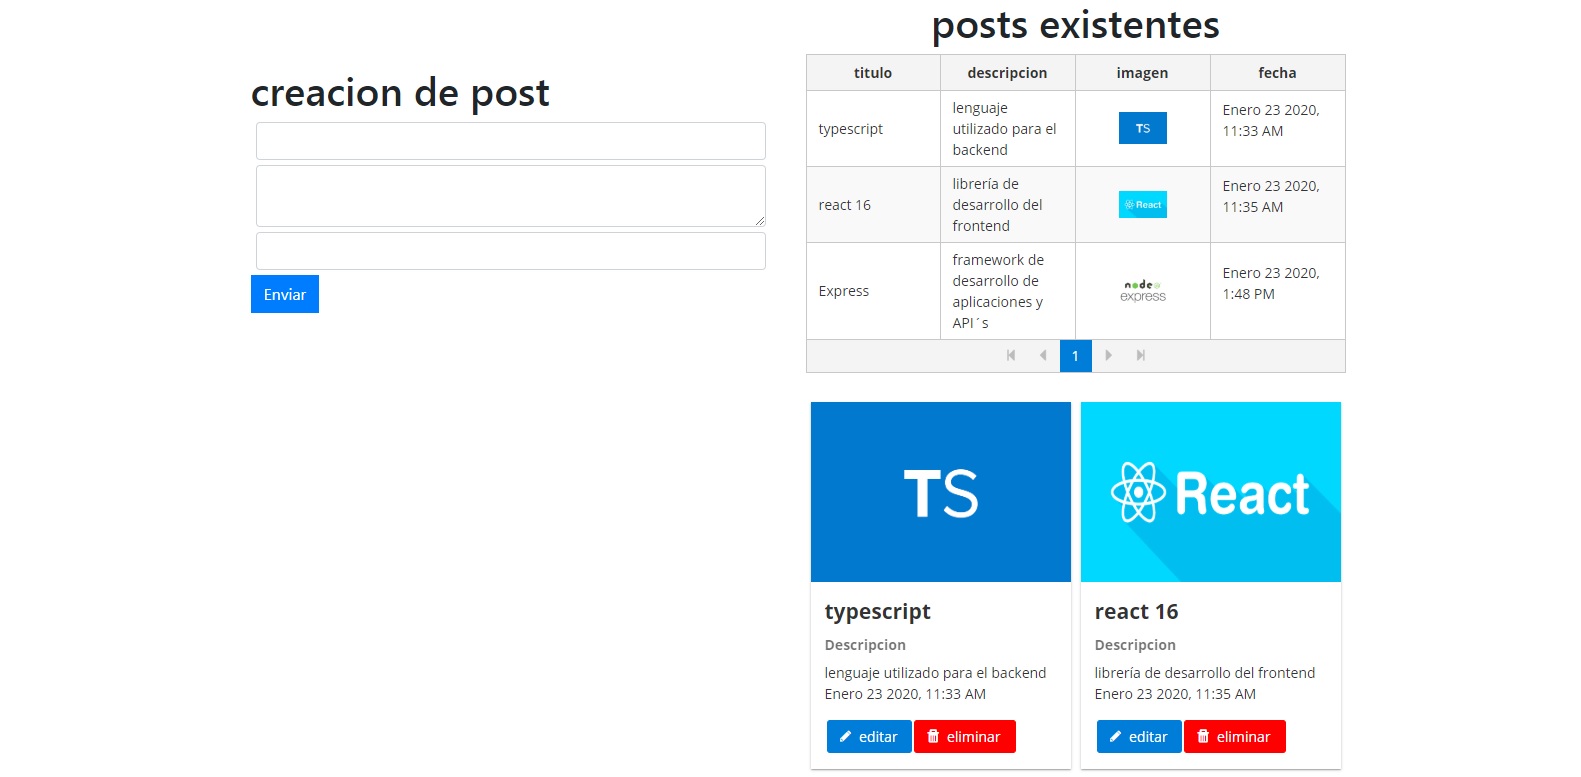 creacion de post
Enviar
posts existentes
titulo descripcion imagen fecha
typescript
lenguaje
utilizado para el
backend
TS
Enero 23 2020,
11:33 AM
react 16
librería de
desarrollo del
frontend
React
Enero 23 2020,
11:35 AM
Express
framework de
desarrollo de
aplicaciones y
API´s
node
express
Enero 23 2020,
1:48 PM
1
TS
typescript
Descripcion
lenguaje utilizado para el backend
Enero 23 2020, 11:33 AM
editar eliminar
React
react 16
Descripcion
librería de desarrollo del frontend
Enero 23 2020, 11:35 AM
editar eliminar